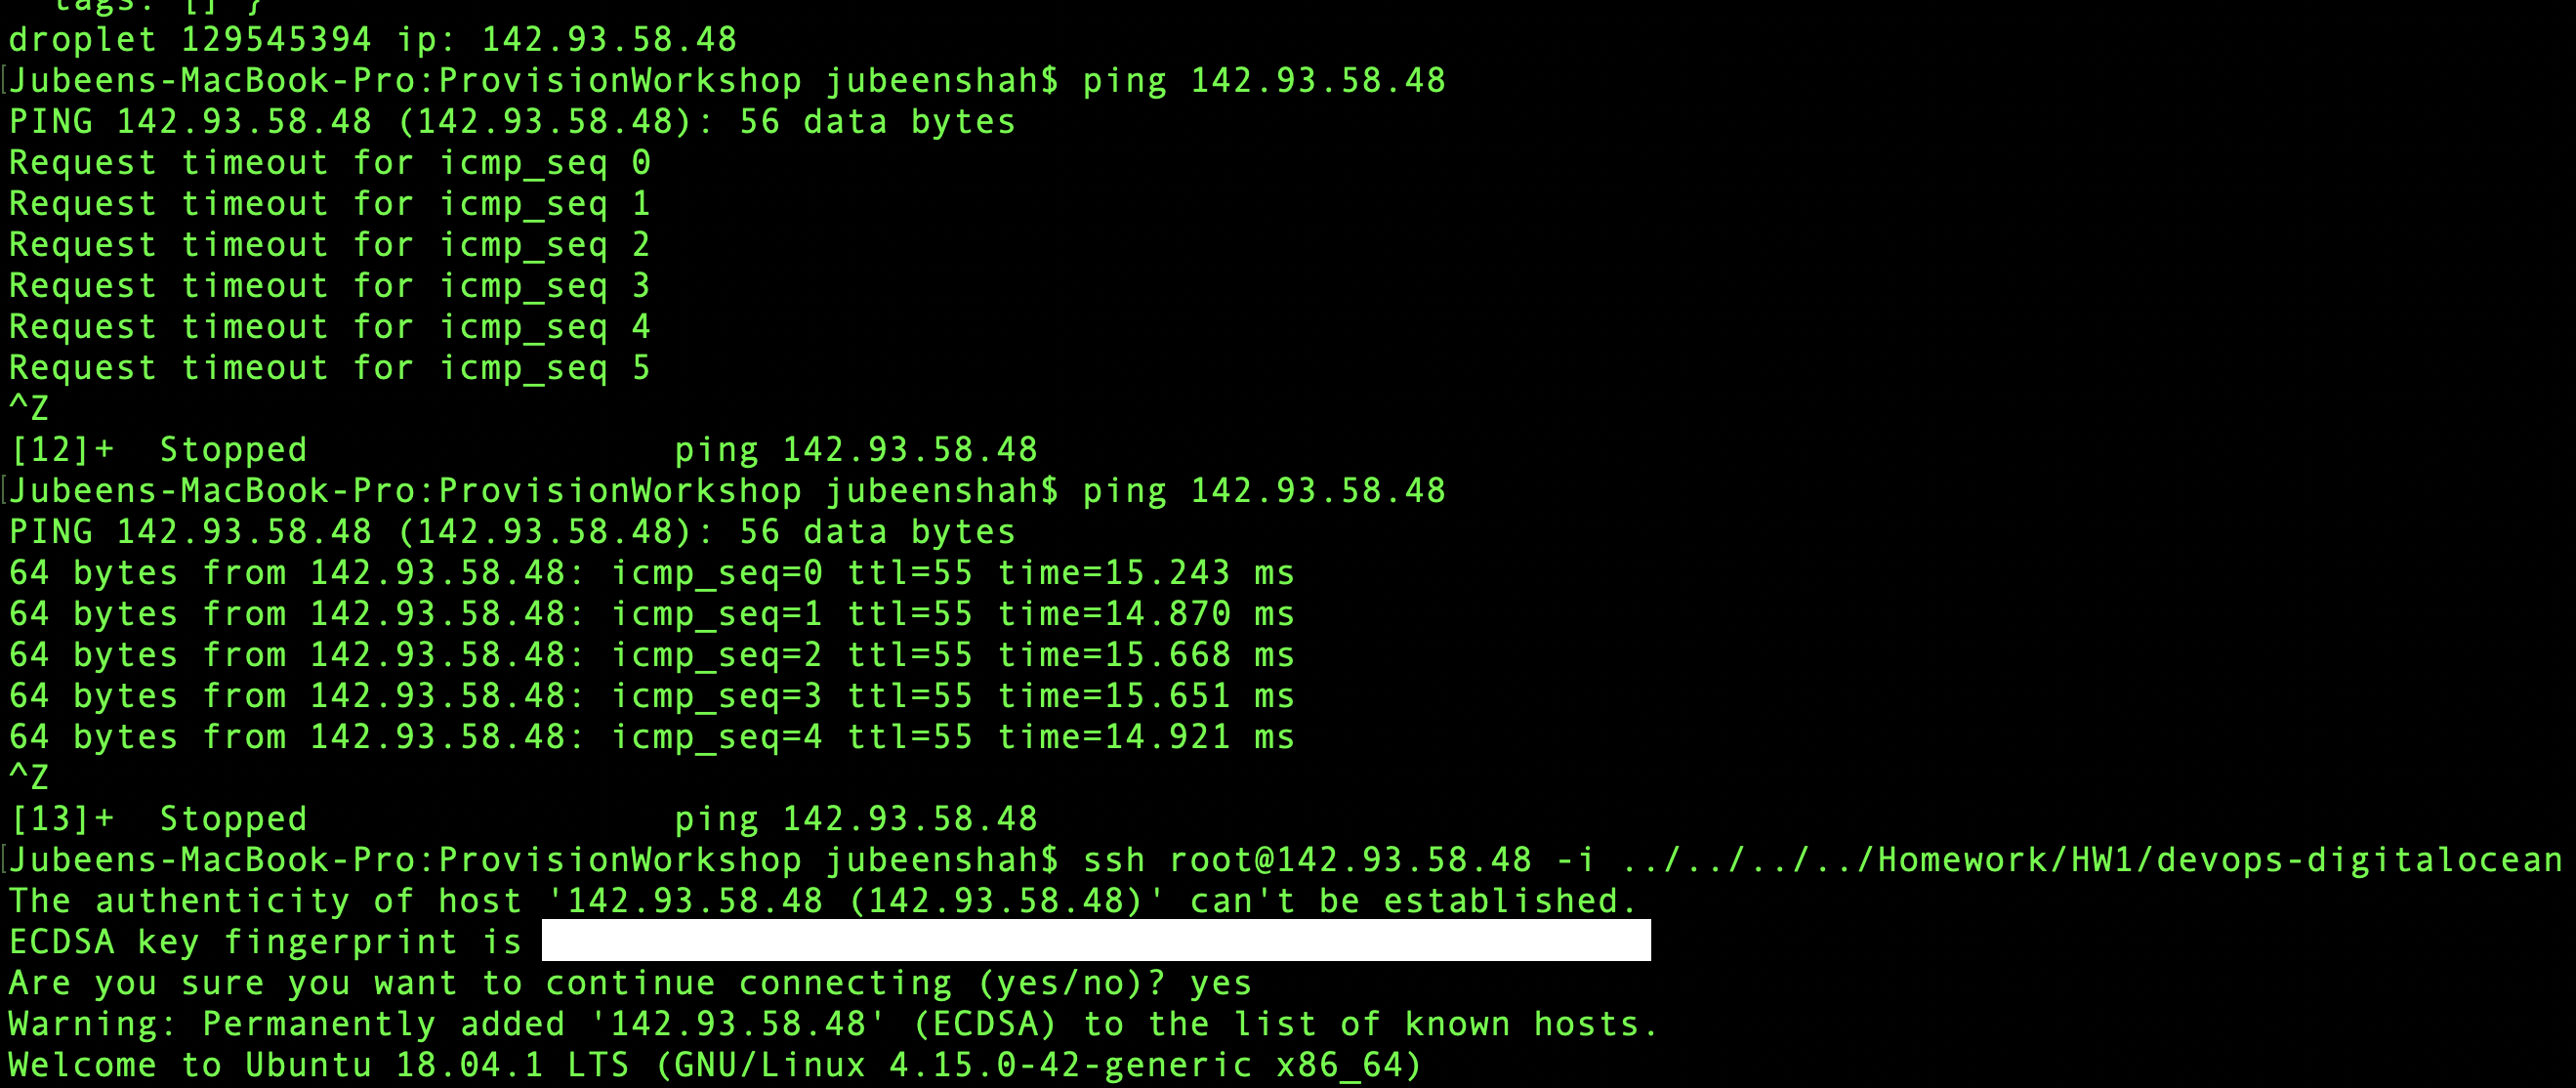 tags: [] }
droplet 129545394 ip: 142.93.58.48
[Jubeens-MacBook-Pro:ProvisionWorkshop jubeenshah$ ping 142.93.58.48
PING 142.93.58.48 (142.93.58.48): 56 data bytes
Request timeout for icmp_seq 0
Request timeout for icmp_seq 1
Request timeout for icmp_seq 2
Request timeout for icmp_seq 3
Request timeout for icmp_seq 4
Request timeout for icmp_seq 5
^Z
[12]+  Stopped                 ping 142.93.58.48
[Jubeens-MacBook-Pro:ProvisionWorkshop jubeenshah$ ping 142.93.58.48
PING 142.93.58.48 (142.93.58.48): 56 data bytes
64 bytes from 142.93.58.48: icmp_seq=0 ttl=55 time=15.243 ms
64 bytes from 142.93.58.48: icmp_seq=1 ttl=55 time=14.870 ms
64 bytes from 142.93.58.48: icmp_seq=2 ttl=55 time=15.668 ms
64 bytes from 142.93.58.48: icmp_seq=3 ttl=55 time=15.651 ms
64 bytes from 142.93.58.48: icmp_seq=4 ttl=55 time=14.921 ms
^Z
[13]+  Stopped                 ping 142.93.58.48
[Jubeens-MacBook-Pro:ProvisionWorkshop jubeenshah$ ssh root@142.93.58.48 -i ../../../../Homework/HW1/devops-digitalocean
The authenticity of host '142.93.58.48 (142.93.58.48)' can't be established.
ECDSA key fingerprint is
Are you sure you want to continue connecting (yes/no)? yes
Warning: Permanently added '142.93.58.48' (ECDSA) to the list of known hosts.
Welcome to Ubuntu 18.04.1 LTS (GNU/Linux 4.15.0-42-generic x86_64)